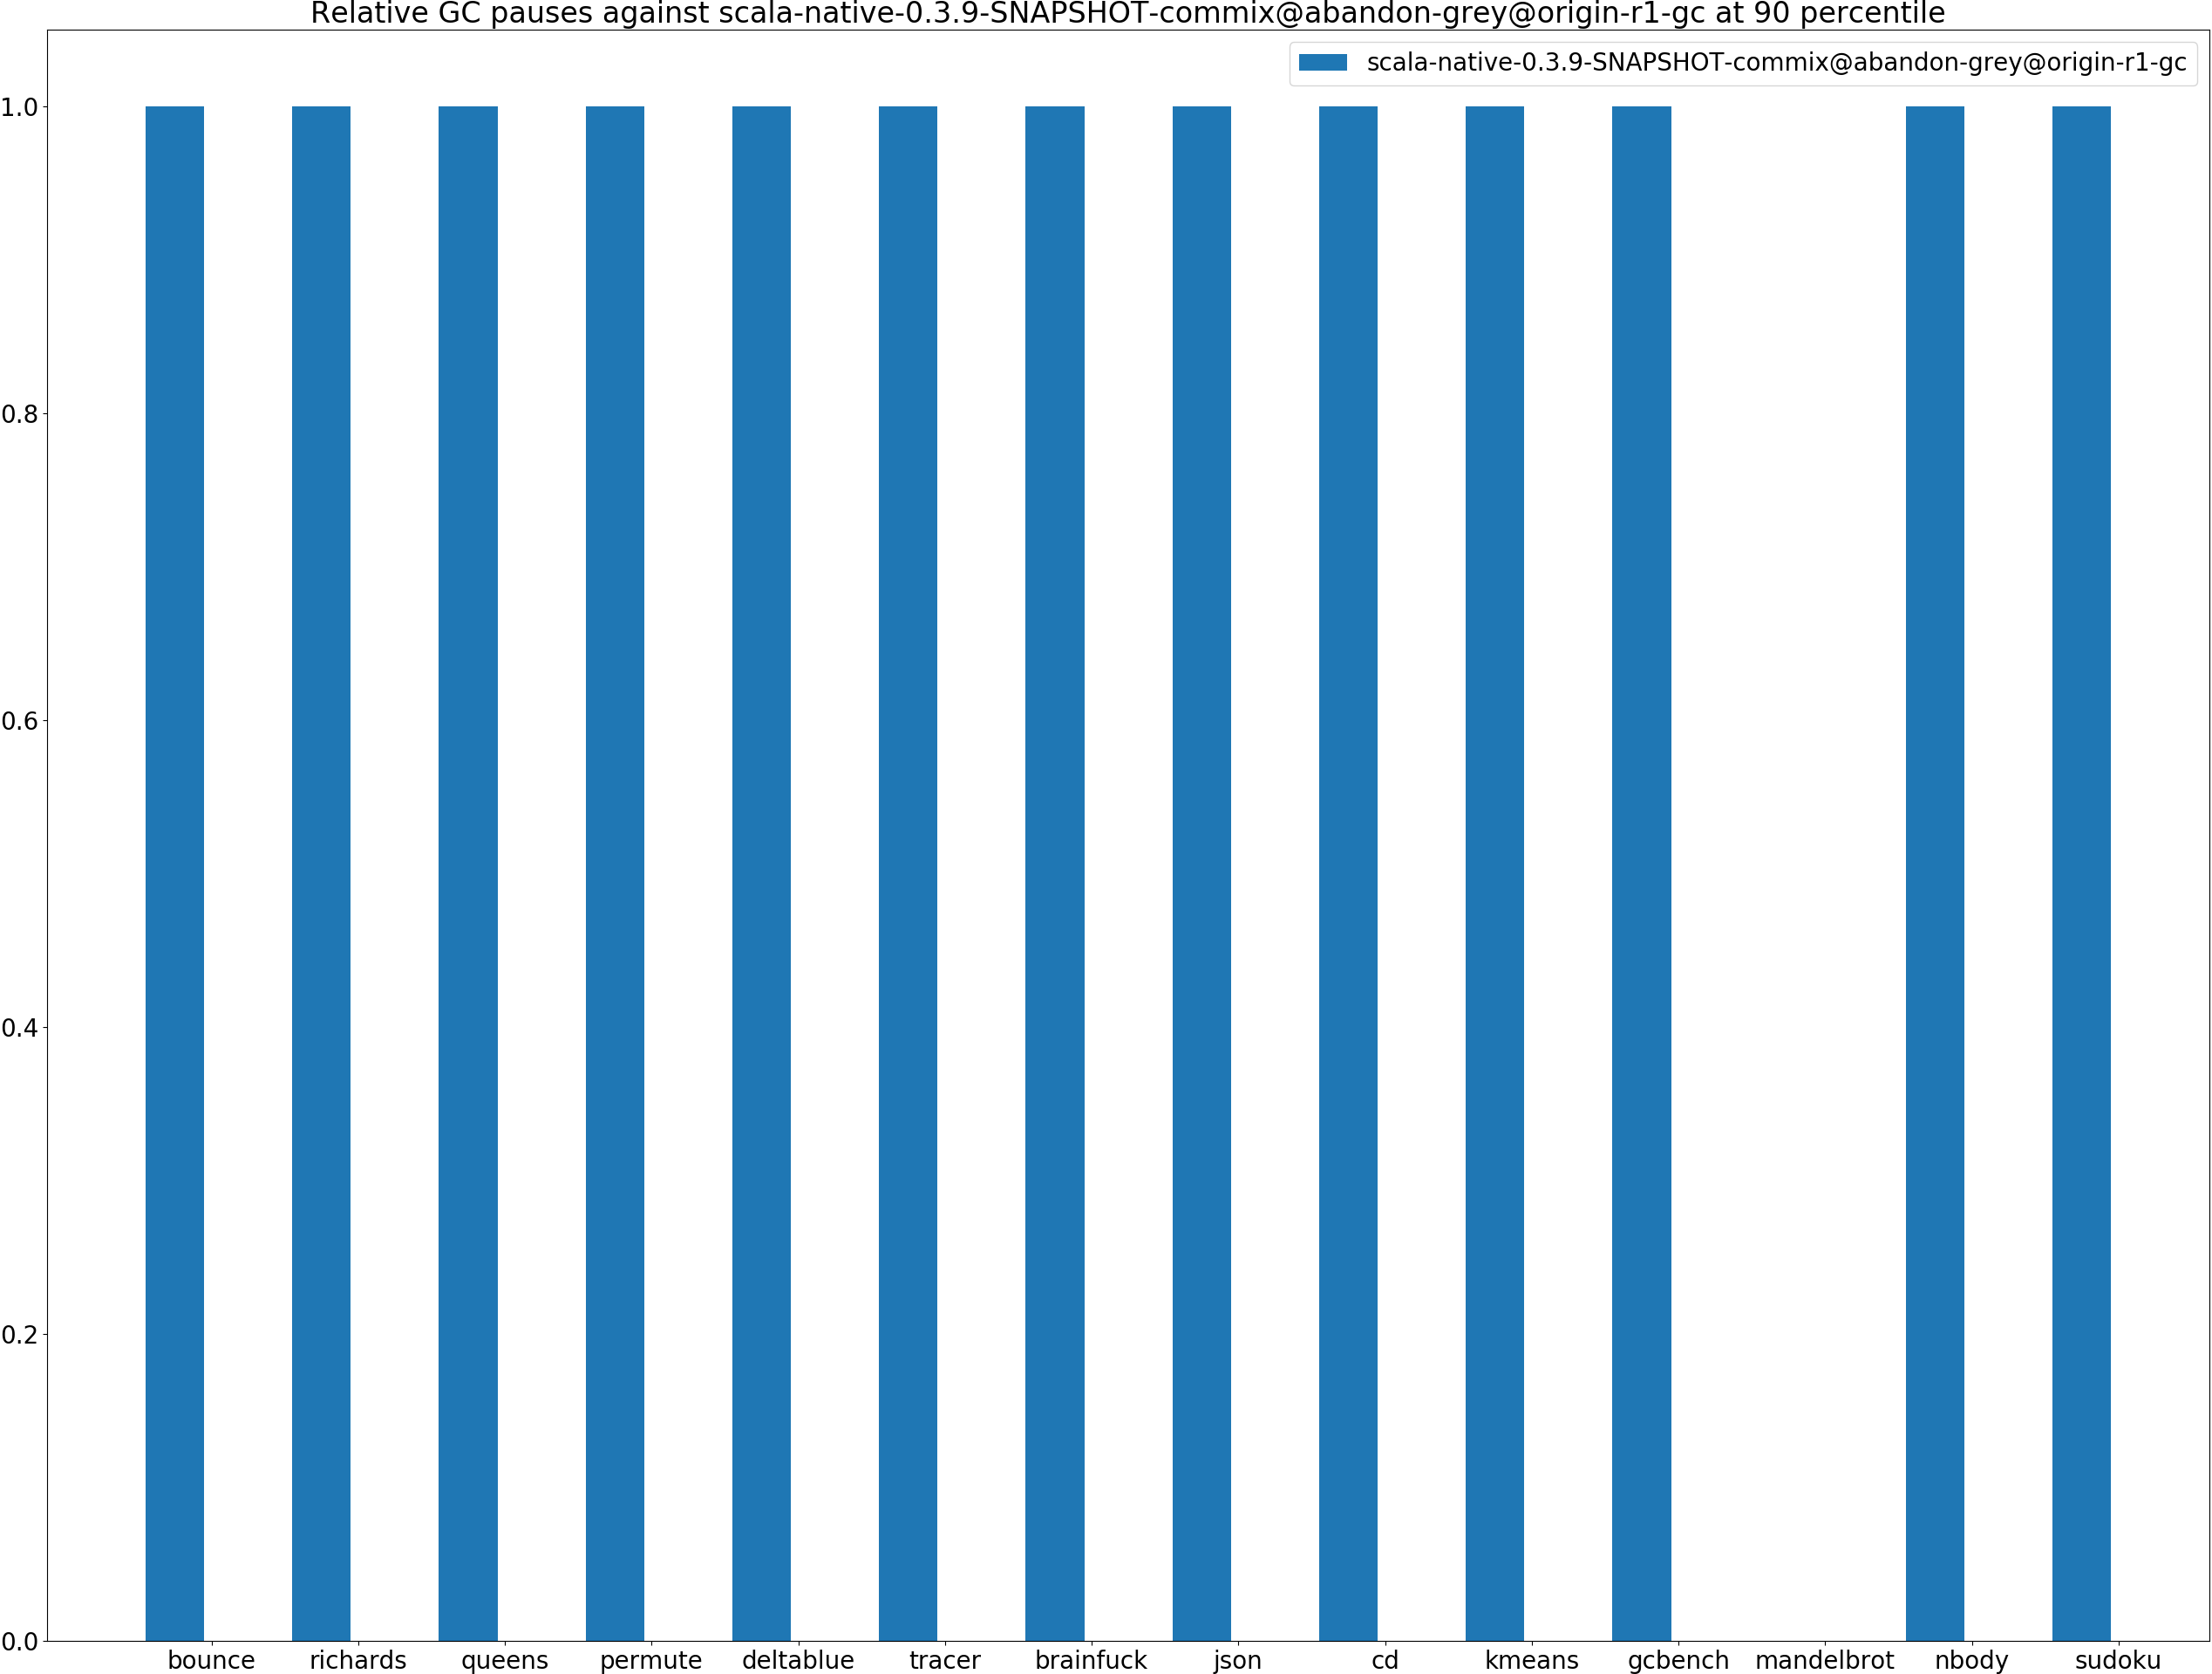 Relative GC pauses against scala-native-0.3.9-SNAPSHOT-commix@abandon-grey@origin-r1-gc at 90 percentile
scala-native-0.3.9-SNAPSHOT-commix@abandon-grey@origin-r1-gc
1.0
0.8
0.6
0.4
0.2
0.0
bounce richards queens permute deltablue tracer brainfuck json cd kmeans gcbench mandelbrot nbody sudoku